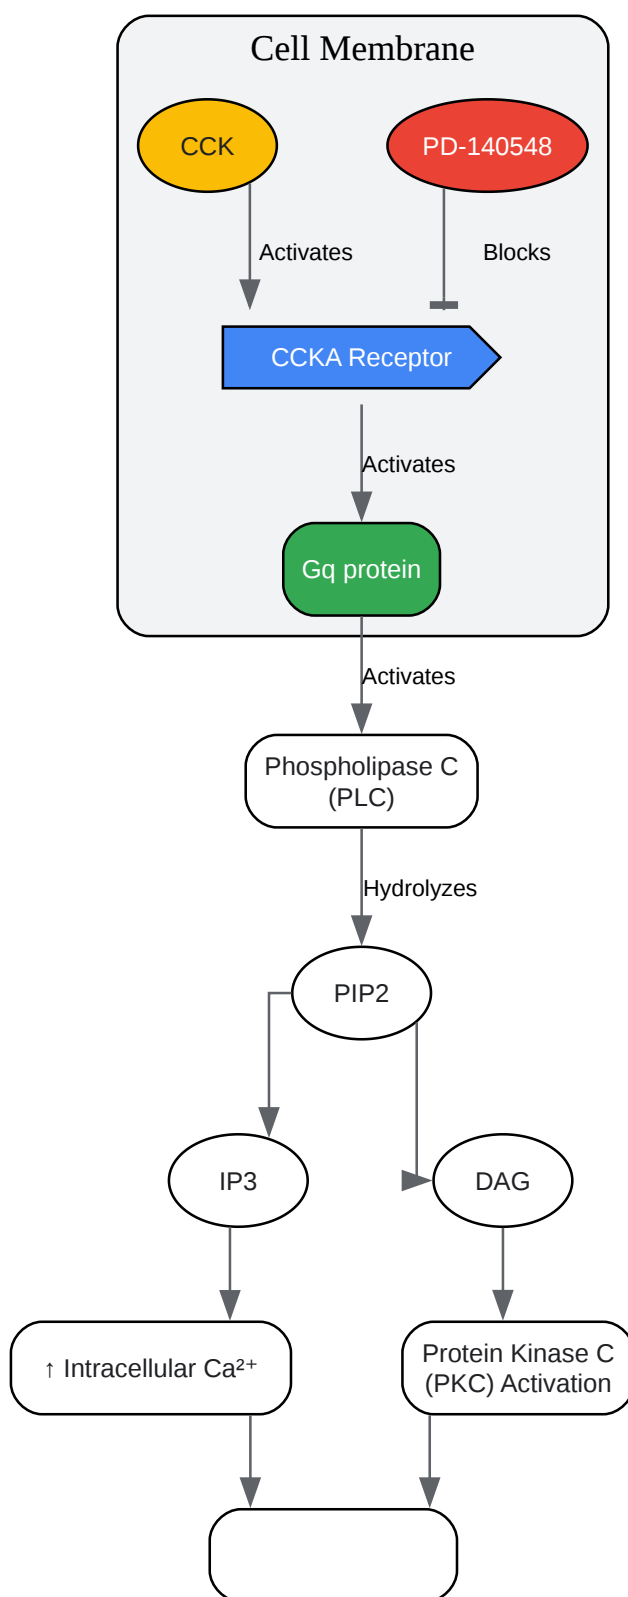 Cell Membrane
CCK
PD-140548
Activates
Blocks
CCKA Receptor
Activates
Gq protein
Activates
Phospholipase C
(PLC)
Hydrolyzes
PIP2
IP3
DAG
↑ Intracellular Ca²⁺
Protein Kinase C
(PKC) Activation